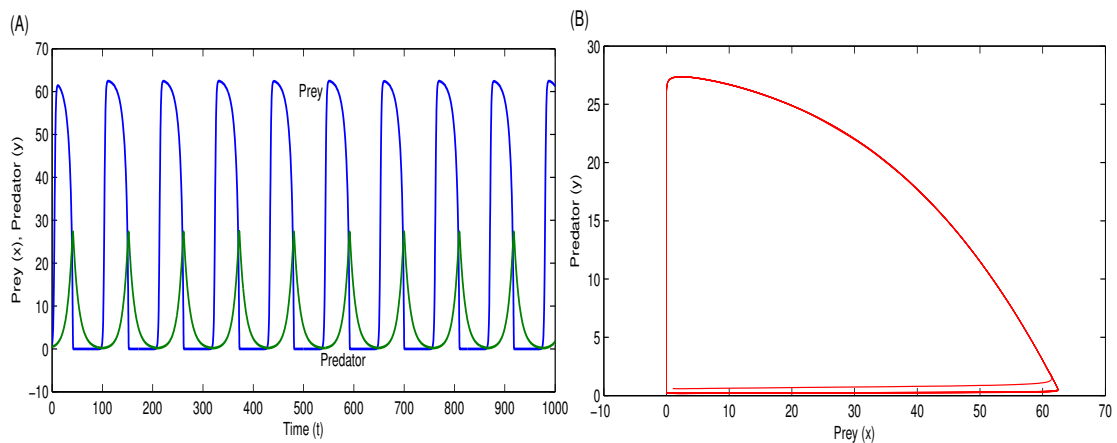 (A)
70
60
50
40
30
20
10
0
−10
Prey (x), Predator (y)
Prey
Predator
0 100 200 300 400 500 600 700 800 900 1000
Time (t)
(B)
30
25
20
15
10
5
0
Predator (y)
−10 0 10 20 30 40 50 60 70
Prey (x)